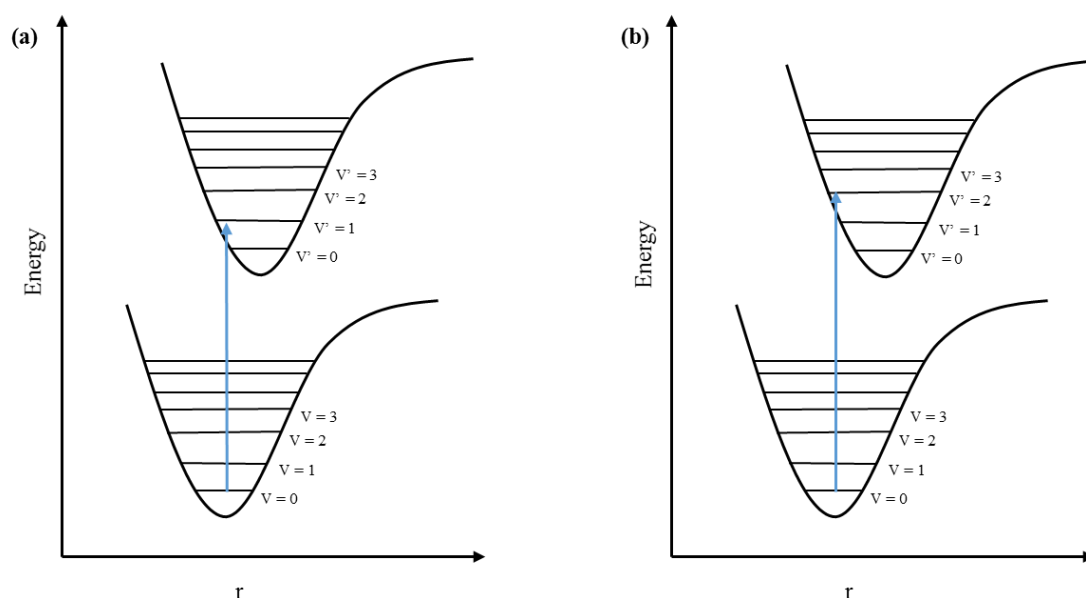 (a)
Energy
V’ = 3
V’ = 2
V’ = 1
V’ = 0
V = 3
V = 2
V = 1
V = 0
r
(b)
Energy
V’ = 3
V’ = 2
V’ = 1
V’ = 0
V = 3
V = 2
V = 1
V = 0
r